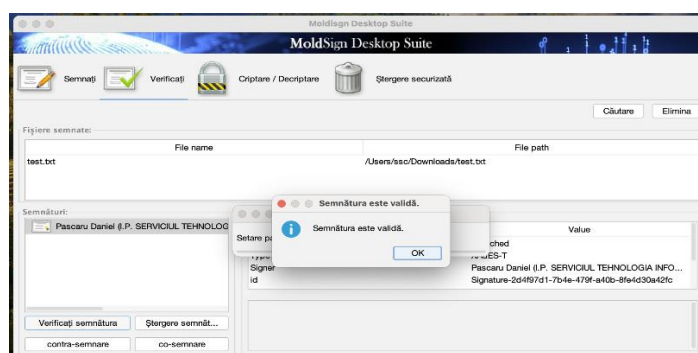 Moldisgn Desktop Suite
MoldSign Desktop Suite
Semnați
Verificați
Criptare / Decriptare
Ștergere securizată
Căutare
Elimina
Fișiere semnate:
File name
File path
test.txt
/Users/ssc/Downloads/test.txt
Semnături:
Pascaru Daniel (I.P. SERVICIUL TEHNOLOG
Semnătura este validă.
Semnătura este validă.
OK
Setare pa
Value
ched
Signer
Pascaru Daniel (I.P. SERVICIUL TEHNOLOGIA INFO...
id
Signature-2d4f97d1-7b4e-479f-a40b-8fe4d30a42fc
Verificați semnătura
Ștergere semnăt...
contra-semnare
co-semnare